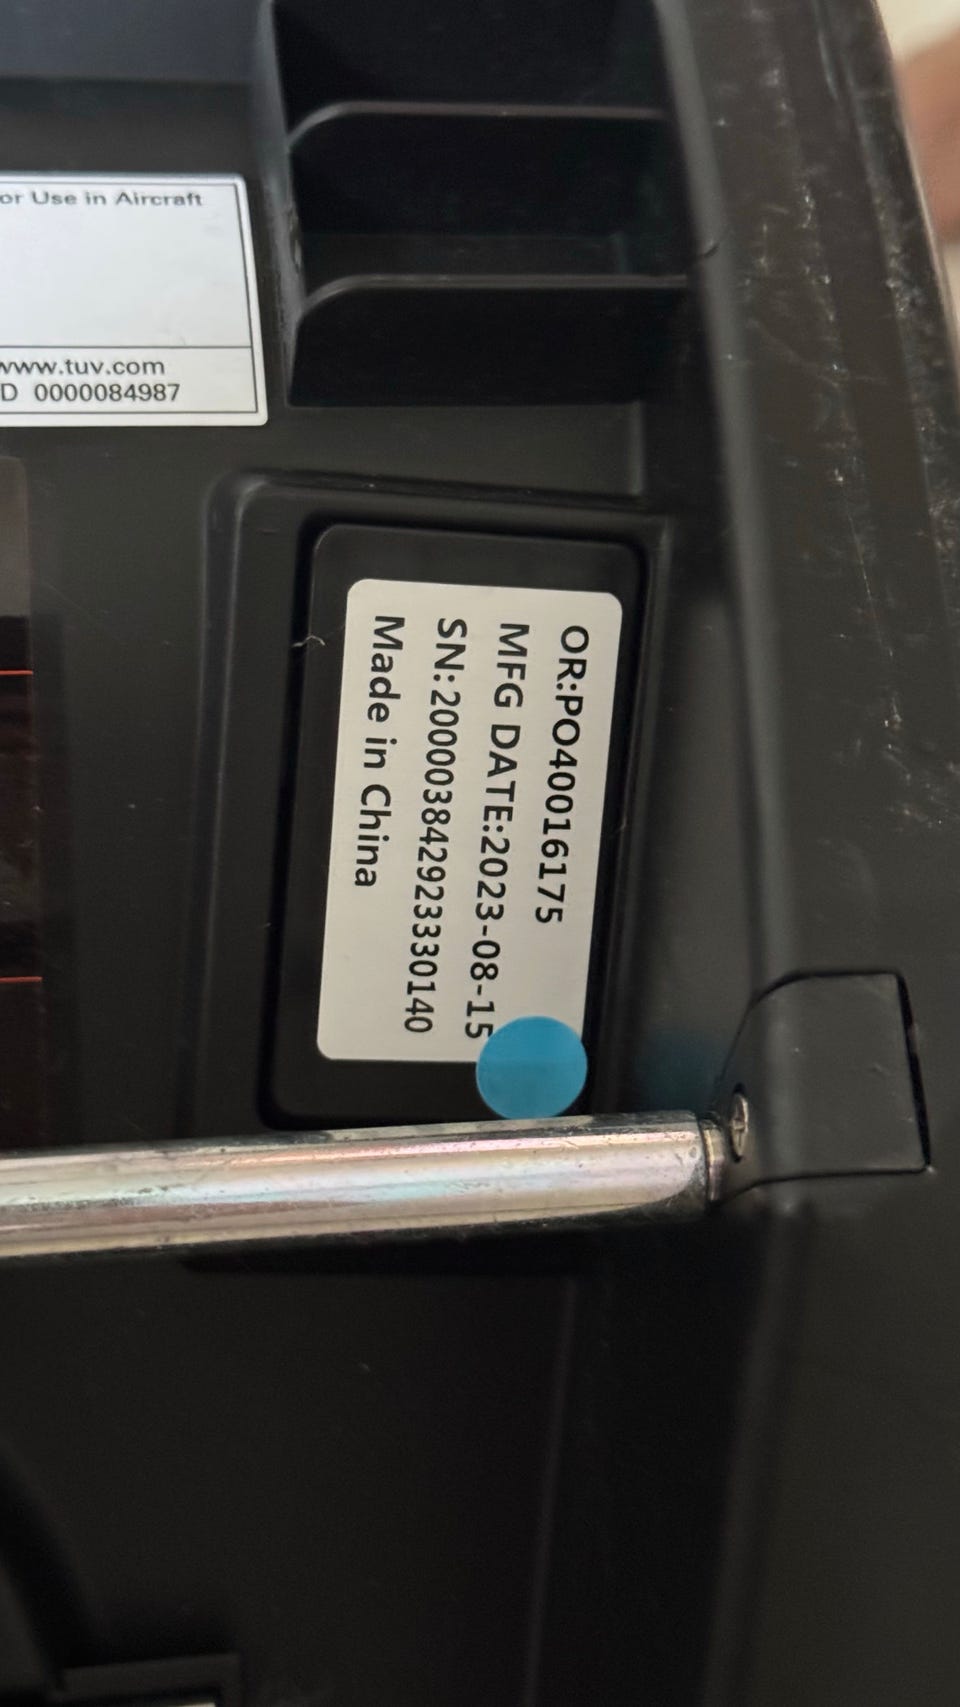 or Use in Aircraft
www.tuv.com
D 0000084987
OR:PO40016175
MFG DATE:2023-08-15
SN:2000038429233330140
Made in China